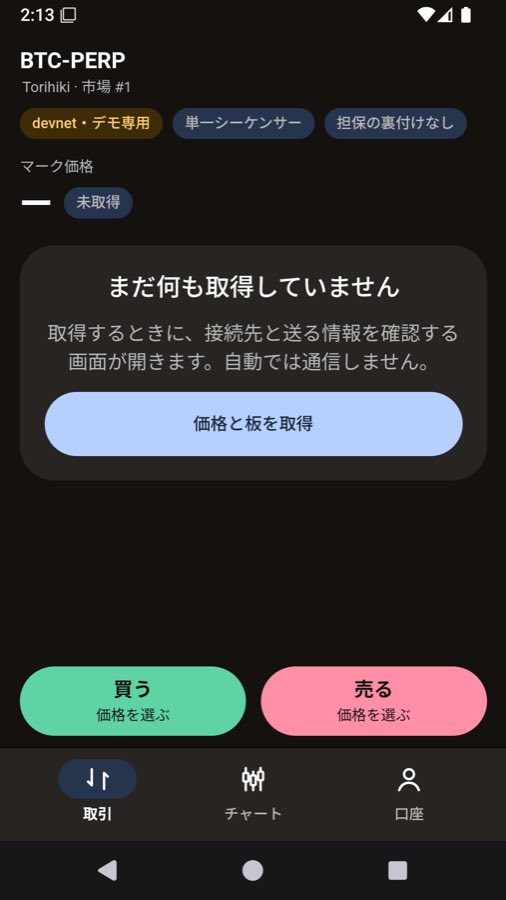 2:13
BTC-PERP
Torihiki · 市場 #1
devnet・デモ専用
単一シーケンサー
担保の裏付けなし
マーク価格
— 未取得
まだ何も取得していません
取得するときに、接続先と送る情報を確認する
画面が開きます。自動では通信しません。
価格と板を取得
買う
価格を選ぶ
売る
価格を選ぶ
取引
チャート
口座